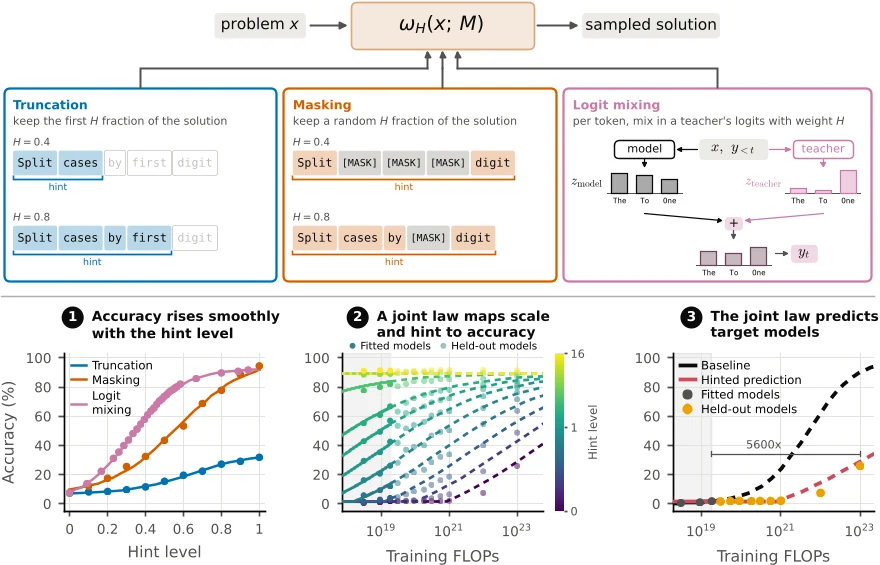 problem x
ω_H(x; M)
sampled solution
Truncation
keep the first H fraction of the solution
H = 0.4
Split cases by first digit
hint
H = 0.8
Split cases by first digit
hint
Masking
keep a random H fraction of the solution
H = 0.4
Split [MASK] [MASK] [MASK] digit
hint
H = 0.8
Split cases by [MASK] digit
hint
Logit mixing
per token, mix in a teacher's logits with weight H
model
x, y_{<t}
teacher
z_model
The To One
z_teacher
The To One
+
The To One
y_t
1 Accuracy rises smoothly
with the hint level
Accuracy (%)
100
80
60
40
20
0
Truncation
Masking
Logit
mixing
0 0.2 0.4 0.6 0.8 1
Hint level
2 A joint law maps scale
and hint to accuracy
Fitted models Held-out models
100
80
60
40
20
0
10^19 10^21 10^23
Training FLOPs
16
1
0
Hint level
3 The joint law predicts
target models
100
80
60
40
20
0
Baseline
Hinted prediction
Fitted models
Held-out models
5600x
10^19 10^21 10^23
Training FLOPs